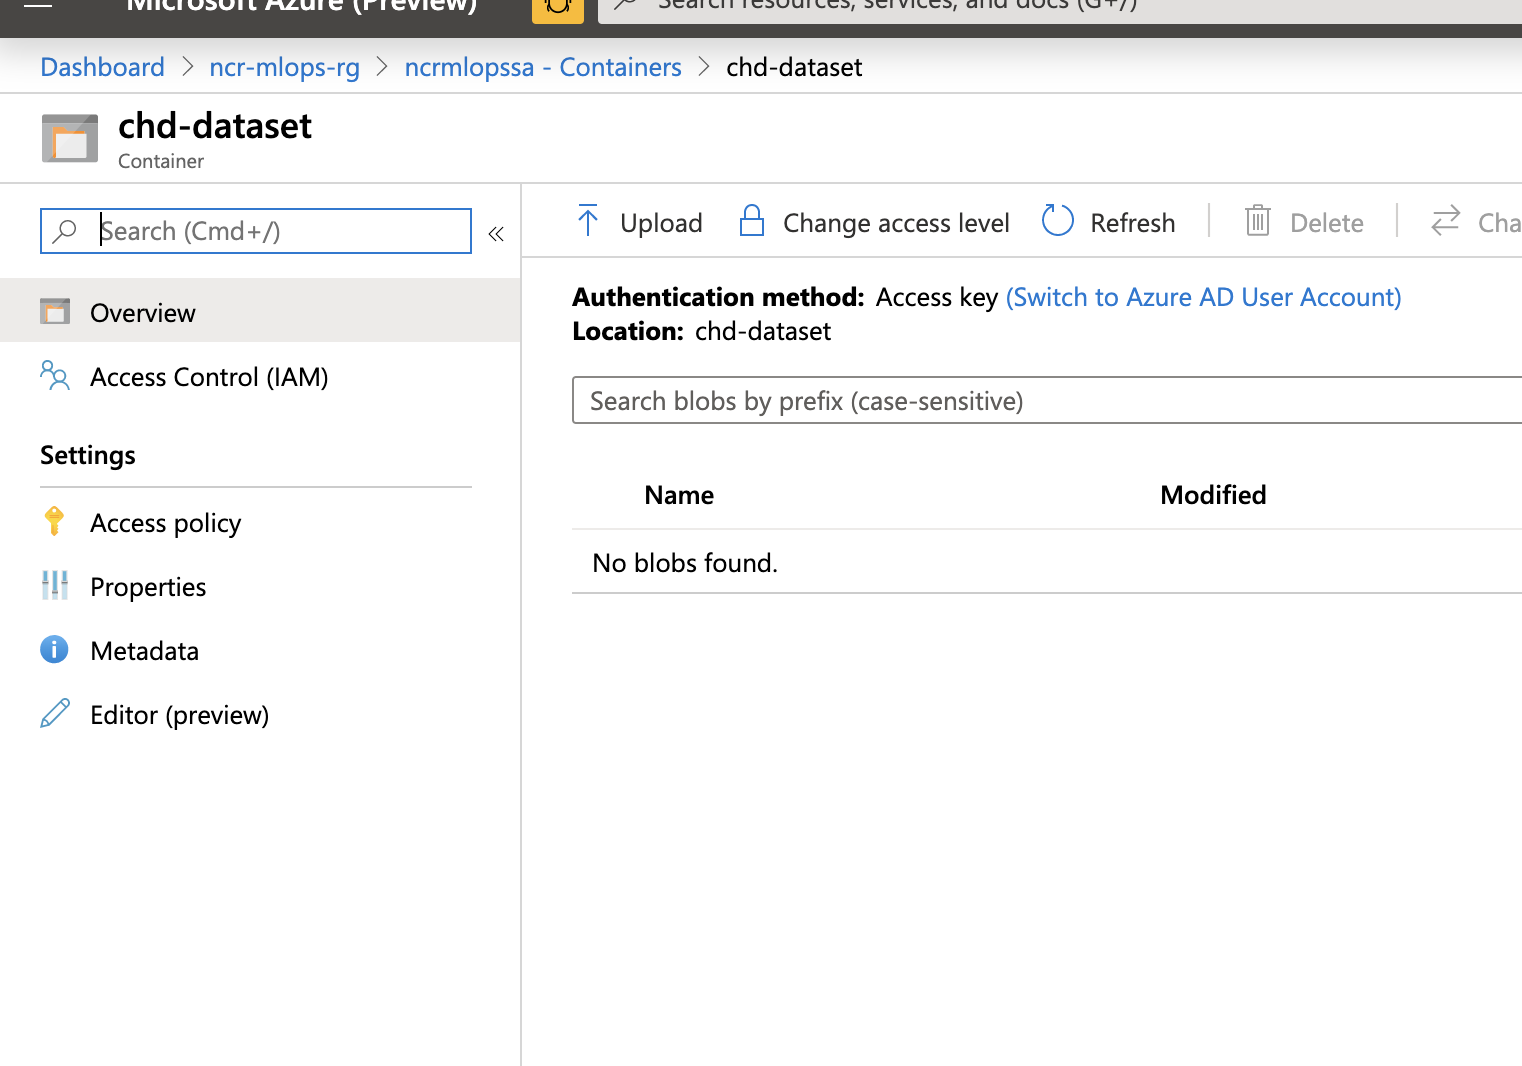 Microsoft Azure (Preview)
Search resources, services, and docs (G+/)
Dashboard > ncr-mlops-rg > ncrmlopssa - Containers > chd-dataset
chd-dataset
Container
Search (Cmd+/)
«
Overview
Access Control (IAM)
Settings
Access policy
Properties
Metadata
Editor (preview)
Upload
Change access level
Refresh
Delete
Cha
Authentication method: Access key (Switch to Azure AD User Account)
Location: chd-dataset
Search blobs by prefix (case-sensitive)
Name Modified
No blobs found.